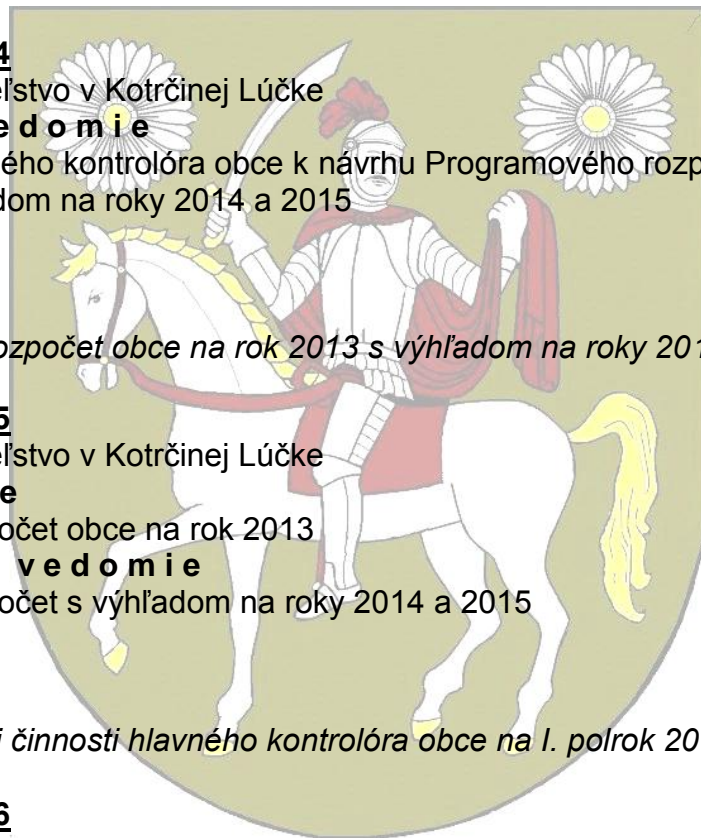 4
eľstvo v Kotrčinej Lúčke
e d o m i e
ého kontrolóra obce k návrhu Programového rozp
dom na roky 2014 a 2015
ozpočet obce na rok 2013 s výhľadom na roky 201
5
eľstvo v Kotrčinej Lúčke
e
očet obce na rok 2013
v e d o m i e
očet s výhľadom na roky 2014 a 2015
i činnosti hlavného kontrolóra obce na I. polrok 20
6